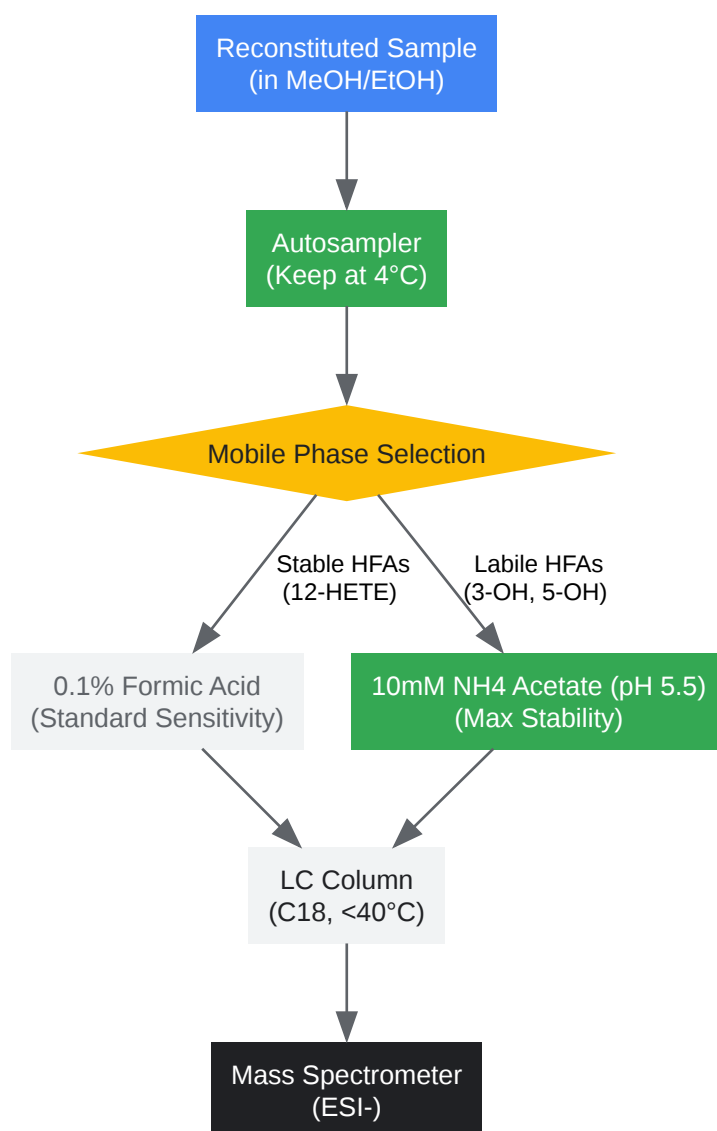 Reconstituted Sample
(in MeOH/EtOH)
Autosampler
(Keep at 4°C)
Mobile Phase Selection
Stable HFAs
(12-HETE)
Labile HFAs
(3-OH, 5-OH)
0.1% Formic Acid
(Standard Sensitivity)
10mM NH4 Acetate (pH 5.5)
(Max Stability)
LC Column
(C18, <40°C)
Mass Spectrometer
(ESI-)